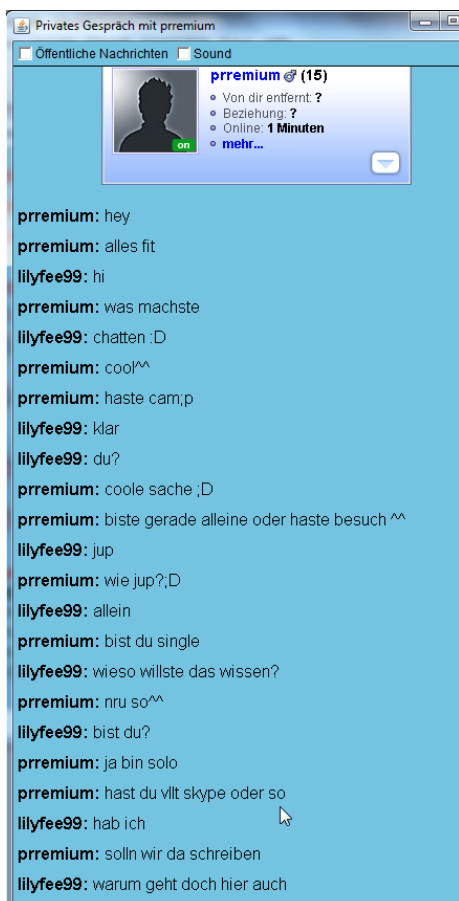 Privates Gespräch mit prremium
Öffentliche Nachrichten Sound
prremium (15)
Von dir entfernt: ?
Beziehung: ?
Online: 1 Minuten
mehr...
on
prremium: hey
prremium: alles fit
lilyfee99: hi
prremium: was machste
lilyfee99: chatten :D
prremium: cool^^
prremium: haste cam;p
lilyfee99: klar
lilyfee99: du?
prremium: coole sache ;D
prremium: biste gerade alleine oder haste besuch ^^
lilyfee99: jup
prremium: wie jup?;D
lilyfee99: allein
prremium: bist du single
lilyfee99: wieso willste das wissen?
prremium: nru so^^
lilyfee99: bist du?
prremium: ja bin solo
prremium: hast du vllt skype oder so
lilyfee99: hab ich
prremium: solln wir da schreiben
lilyfee99: warum geht doch hier auch